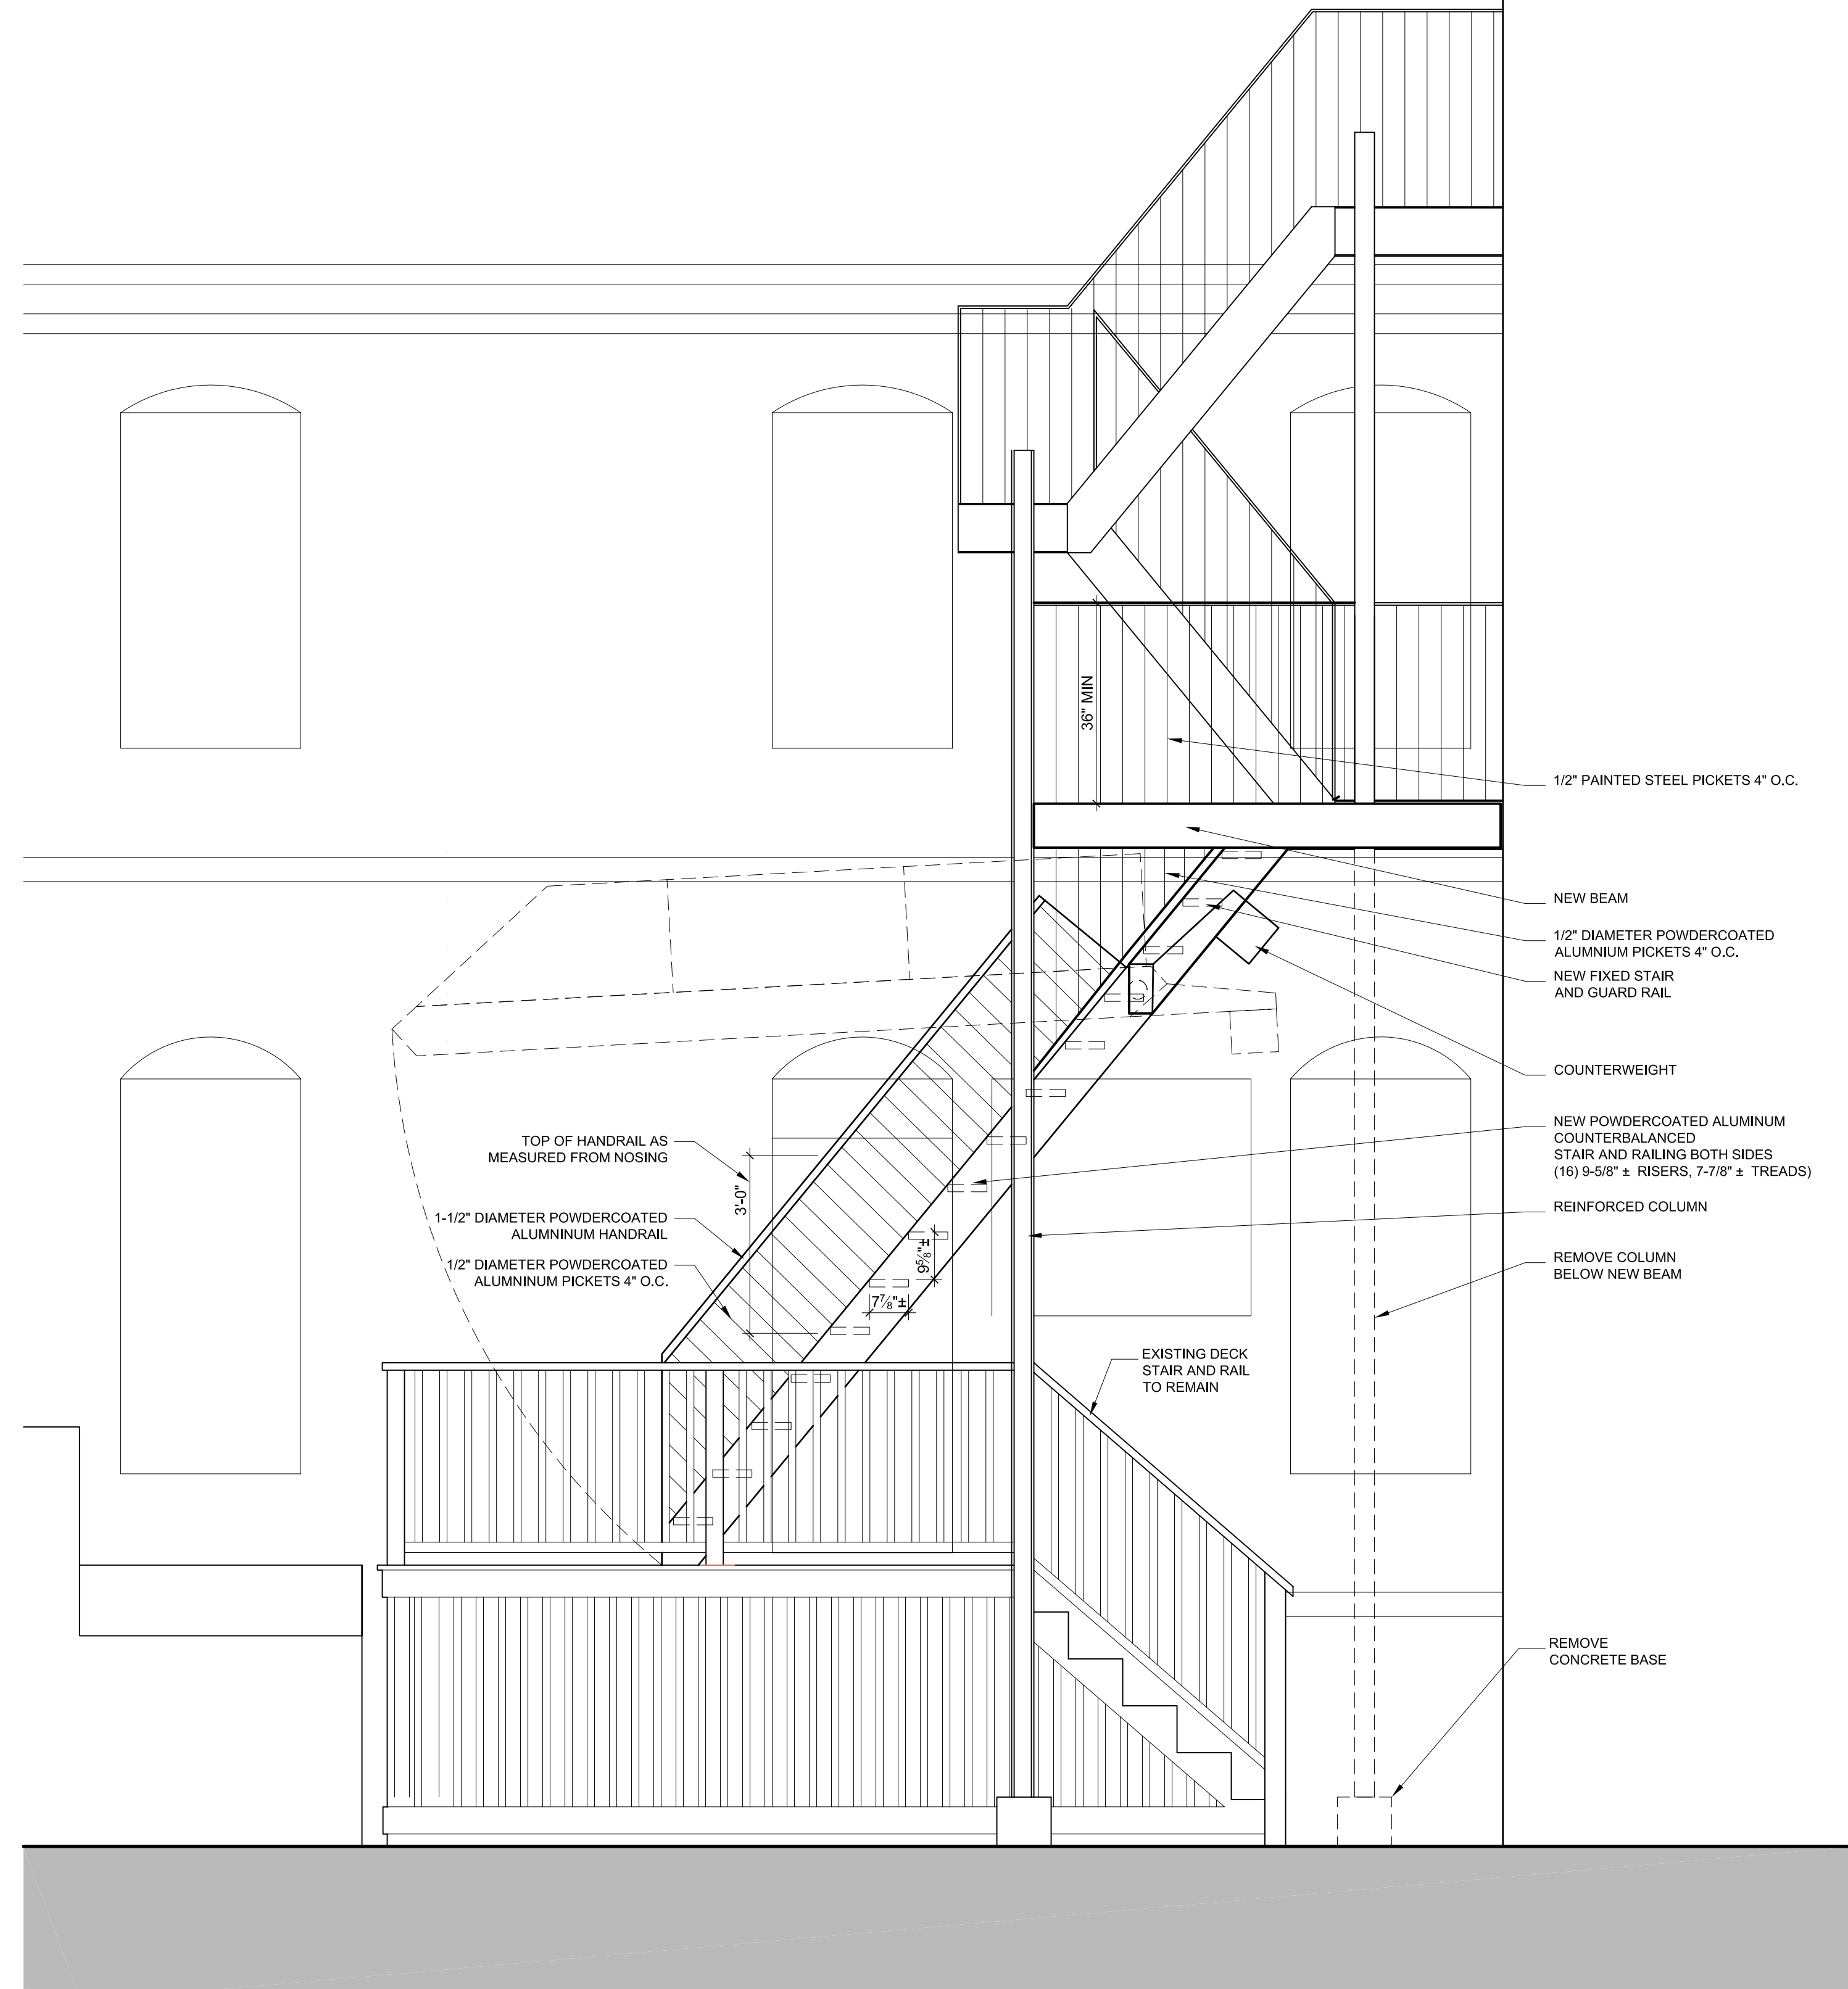 36" MIN
1/2" PAINTED STEEL PICKETS 4" O.C.
NEW BEAM
1/2" DIAMETER POWDERCOATED
ALUMNIUM PICKETS 4" O.C.
NEW FIXED STAIR
AND GUARD RAIL
COUNTERWEIGHT
NEW POWDERCOATED ALUMINUM
COUNTERBALANCED
STAIR AND RAILING BOTH SIDES
(16) 9-5/8" ± RISERS, 7-7/8" ± TREADS)
REINFORCED COLUMN
REMOVE COLUMN
BELOW NEW BEAM
TOP OF HANDRAIL AS
MEASURED FROM NOSING
3'-0"
1-1/2" DIAMETER POWDERCOATED
ALUMNINUM HANDRAIL
1/2" DIAMETER POWDERCOATED
ALUMNINUM PICKETS 4" O.C.
9⅝"±
7⅞"±
EXISTING DECK
STAIR AND RAIL
TO REMAIN
REMOVE
CONCRETE BASE